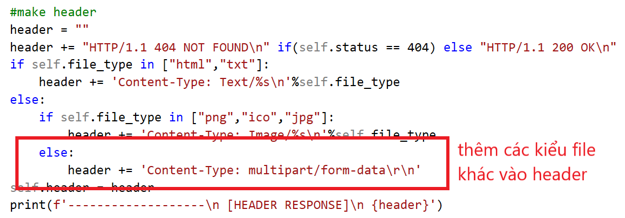 #make header
header = ""
header += "HTTP/1.1 404 NOT FOUND\n" if(self.status == 404) else "HTTP/1.1 200 OK\n"
if self.file_type in ["html","txt"]:
    header += 'Content-Type: Text/%s\n'%self.file_type
else:
    if self.file_type in ["png","ico","jpg"]:
        header += 'Content-Type: Image/%s\n'%self.file_type
    else:
        header += 'Content-Type: multipart/form-data\r\n'
self.header = header
print(f'-------------------\n [HEADER RESPONSE]\n {header}')
thêm các kiểu file
khác vào header